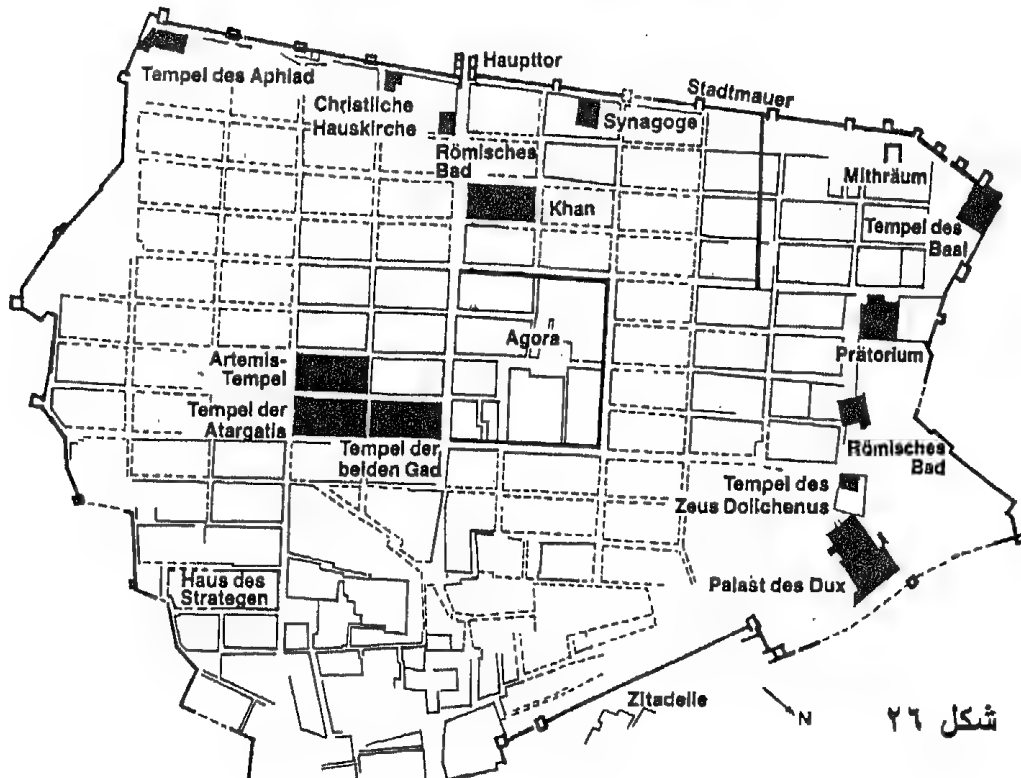 Tempel des Aphlad
Haupttor
Christliche
Hauskirche
Römisches
Bad
Stadtmauer
Synagoge
Mithräum
Khan
Tempel des
Baal
Agora
Prätorium
Artemis-
Tempel
Tempel der
Atargatis
Tempel der
beiden Gad
Römisches
Bad
Tempel des
Zeus Dolichenus
Palast des Dux
Haus des
Strategen
Zitadelle
N
شكل ٢٦